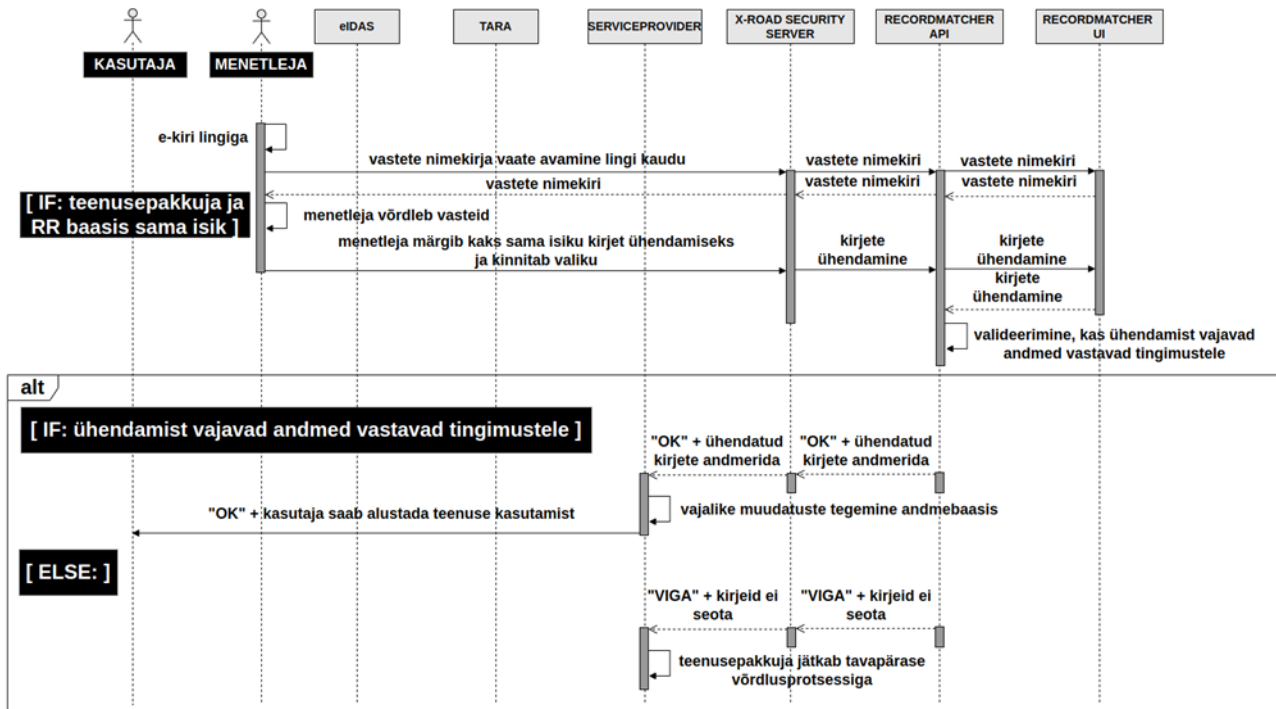 KASUTAJA
MENETLEJA
eIDAS
TARA
SERVICEPROVIDER
X-ROAD SECURITY
SERVER
RECORDMATCHER
API
RECORDMATCHER
UI
e-kiri lingiga
vastete nimekirja vaate avamine lingi kaudu
vastete nimekiri
vastete nimekiri
vastete nimekiri
vastete nimekiri
vastete nimekiri
[ IF: teenusepakkuja ja
RR baasis sama isik ]
menetleja võrdleb vasteid
menetleja märgib kaks sama isiku kirjet ühendamiseks
ja kinnitab valiku
kirjete
ühendamine
kirjete
ühendamine
kirjete
ühendamine
valideerimine, kas ühendamist vajavad
andmed vastavad tingimustele
alt
[ IF: ühendamist vajavad andmed vastavad tingimustele ]
"OK" + ühendatud
kirjete andmerida
"OK" + ühendatud
kirjete andmerida
vajalike muudatuste tegemine andmebaasis
"OK" + kasutaja saab alustada teenuse kasutamist
[ ELSE: ]
"VIGA" + kirjeid ei
seota
"VIGA" + kirjeid ei
seota
teenusepakkuja jätkab tavapärase
võrdlusprotsessiga